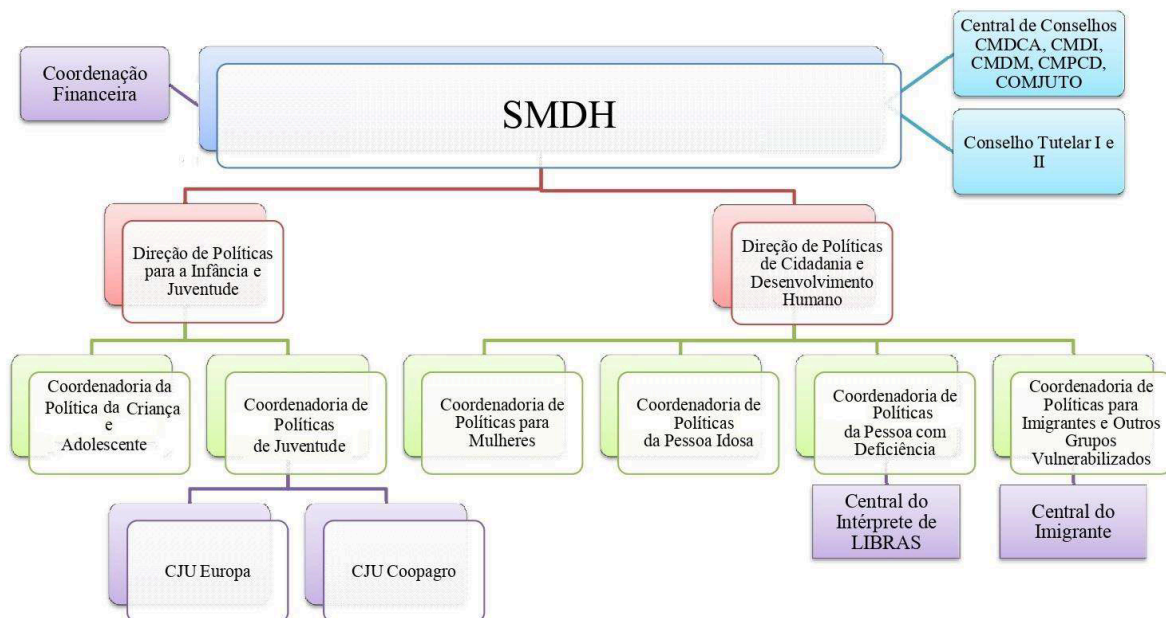 Coordenação
Financeira
SMDH
Central de Conselhos
CMDCA, CMDI,
CMDM, CMPCD,
COMJUTO
Conselho Tutelar I e
II
Direção de Políticas
para a Infância e
Juventude
Direção de Políticas
de Cidadania e
Desenvolvimento
Humano
Coordenadoria da
Política da Criança
e
Adolescente
Coordenadoria de
Políticas
de Juventude
Coordenadoria de
Políticas para
Mulheres
Coordenadoria de
Políticas
da Pessoa Idosa
Coordenadoria de
Políticas
da Pessoa com
Deficiência
Coordenadoria de
Políticas para
Imigrantes e Outros
Grupos
Vulnerabilizados
CJU Europa
CJU Coopagro
Central do
Intérprete de
LIBRAS
Central do
Imigrante